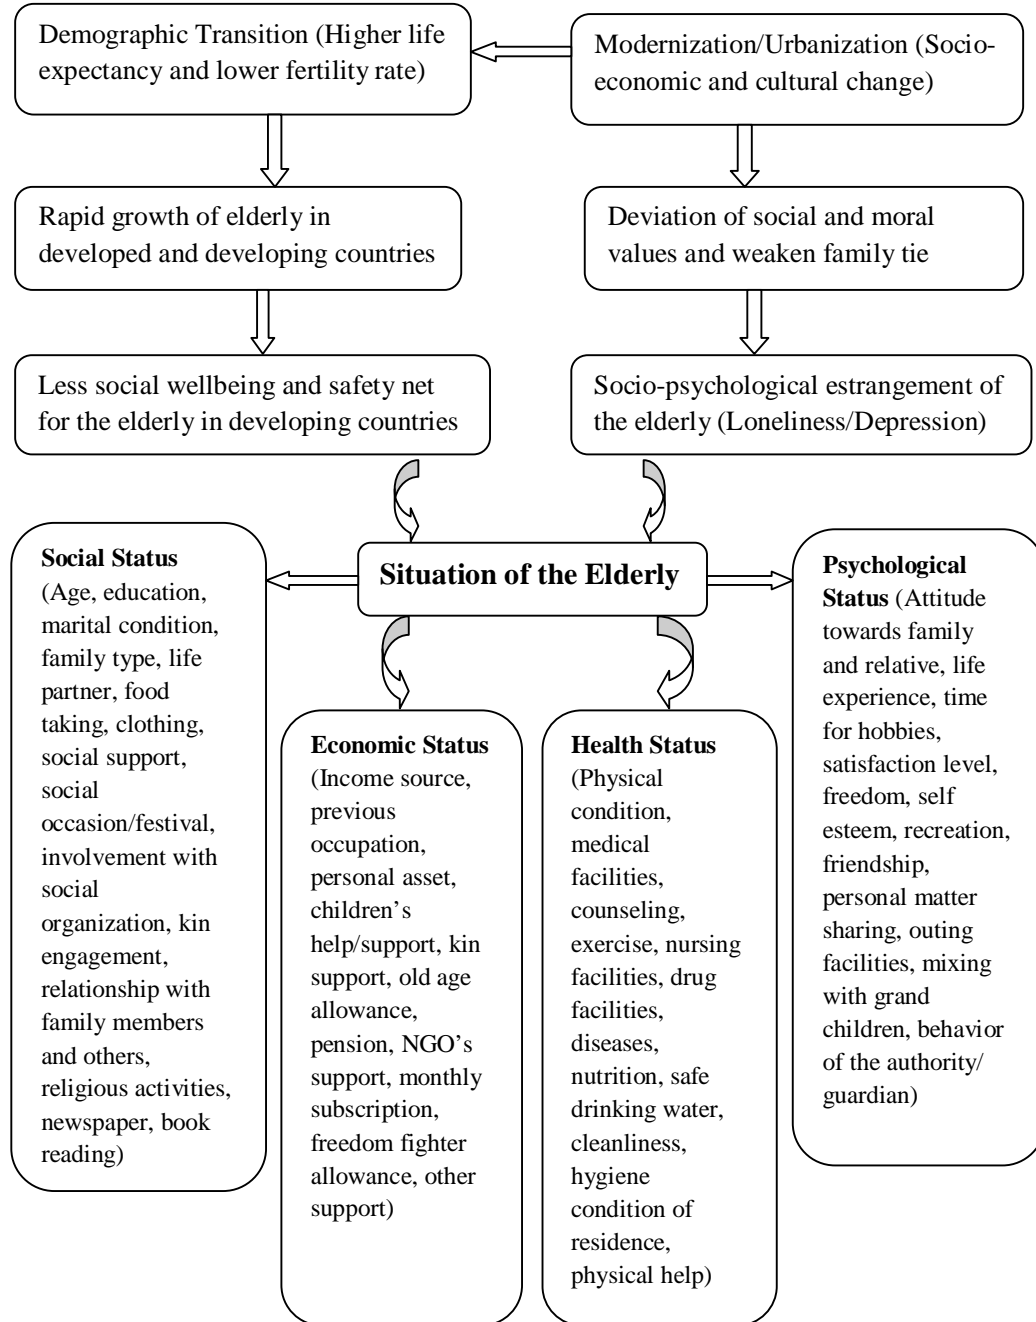 Demographic Transition (Higher life
expectancy and lower fertility rate)
Modernization/Urbanization (Socio-
economic and cultural change)
Rapid growth of elderly in
developed and developing countries
Deviation of social and moral
values and weaken family tie
Less social wellbeing and safety net
for the elderly in developing countries
Socio-psychological estrangement of
the elderly (Loneliness/Depression)
Situation of the Elderly
Social Status
(Age, education,
marital condition,
family type, life
partner, food
taking, clothing,
social support,
social
occasion/festival,
involvement with
social
organization, kin
engagement,
relationship with
family members
and others,
religious activities,
newspaper, book
reading)
Economic Status
(Income source,
previous
occupation,
personal asset,
children’s
help/support, kin
support, old age
allowance,
pension, NGO’s
support, monthly
subscription,
freedom fighter
allowance, other
support)
Health Status
(Physical
condition,
medical
facilities,
counseling,
exercise, nursing
facilities, drug
facilities,
diseases,
nutrition, safe
drinking water,
cleanliness,
hygiene
condition of
residence,
physical help)
Psychological
Status (Attitude
towards family
and relative, life
experience, time
for hobbies,
satisfaction level,
freedom, self
esteem, recreation,
friendship,
personal matter
sharing, outing
facilities, mixing
with grand
children, behavior
of the authority/
guardian)